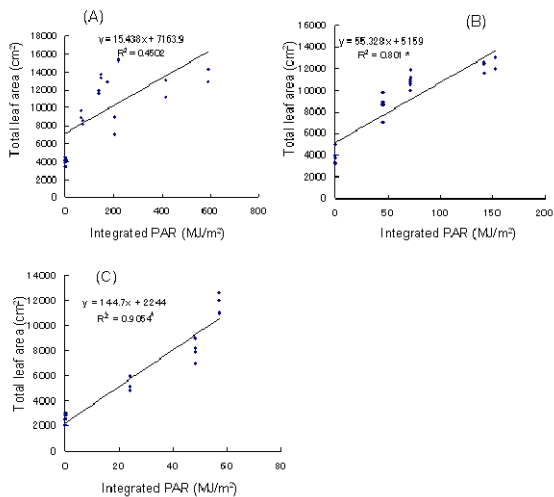 (A)
y = 15.438x + 7163.9
R² = 0.4502
Total leaf area (cm²)
18000
16000
14000
12000
10000
8000
6000
4000
2000
0
0 200 400 600 800
Integrated PAR (MJ/m²)
(B)
y = 55.328x + 5159
R² = 0.801 *
Total leaf area (cm²)
16000
14000
12000
10000
8000
6000
4000
2000
0
0 50 100 150 200
Integrated PAR (MJ/m²)
(C)
y = 144.7x + 2244
R² = 0.9054*
Total leaf area (cm²)
14000
12000
10000
8000
6000
4000
2000
0
0 20 40 60 80
Integrated PAR (MJ/m²)